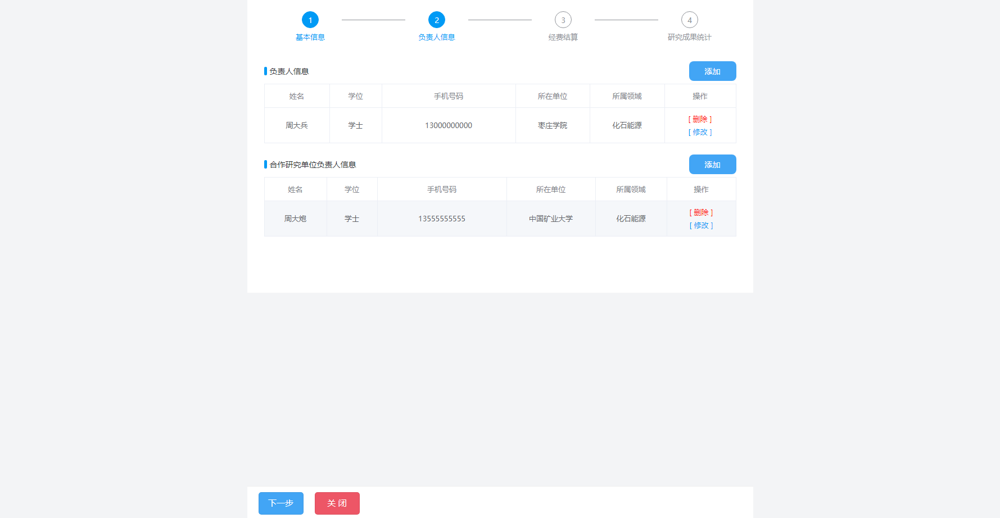 1 2 3 4
基本信息 负责人信息 经费结算 研究成果统计
负责人信息 添加
姓名 学位 手机号码 所在单位 所属领域 操作
周大兵 学士 13000000000 枣庄学院 化石能源 [ 删除 ]
[ 修改 ]
合作研究单位负责人信息 添加
姓名 学位 手机号码 所在单位 所属领域 操作
周大炮 学士 13555555555 中国矿业大学 化石能源 [ 删除 ]
[ 修改 ]
下一步 关 闭